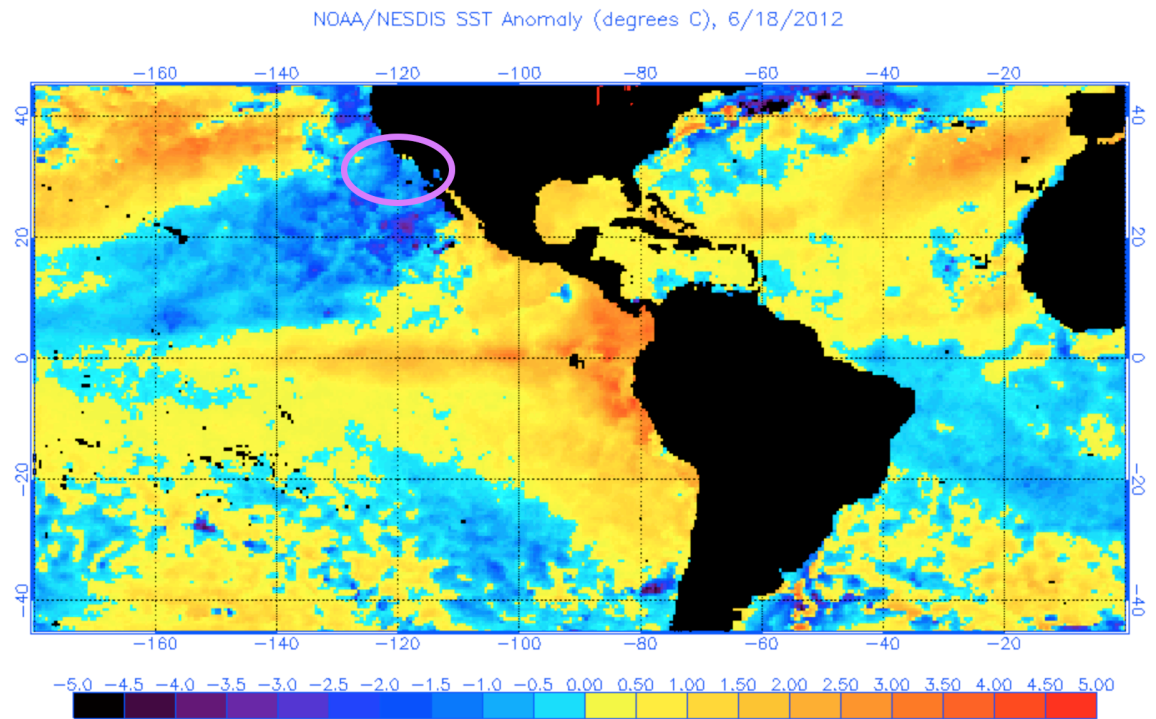 NOAA/NESDIS SST Anomaly (degrees C), 6/18/2012
-160 -140 -120 -100 -80 -60 -40 -20
40 40
20 20
0 0
-20 -20
-40 -40
-160 -140 -120 -100 -80 -60 -40 -20
-5.0 -4.5 -4.0 -3.5 -3.0 -2.5 -2.0 -1.5 -1.0 -0.5 0.00 0.50 1.00 1.50 2.00 2.50 3.00 3.50 4.00 4.50 5.00